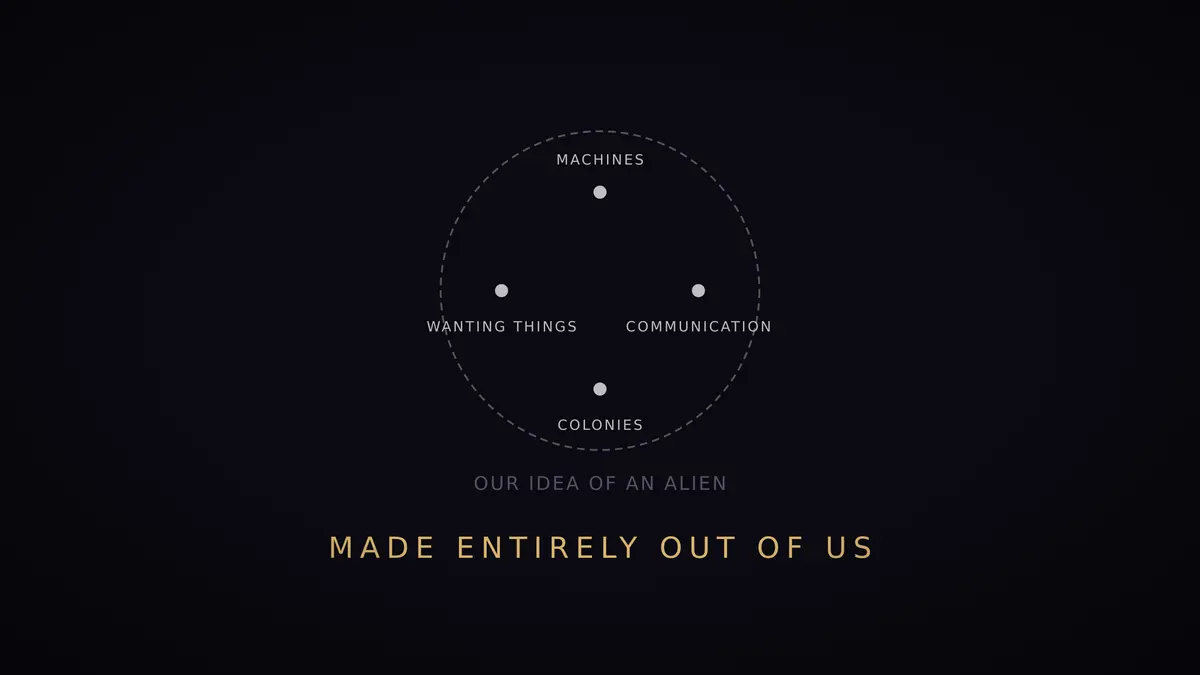 MACHINES
WANTING THINGS
COMMUNICATION
COLONIES
OUR IDEA OF AN ALIEN
MADE ENTIRELY OUT OF US